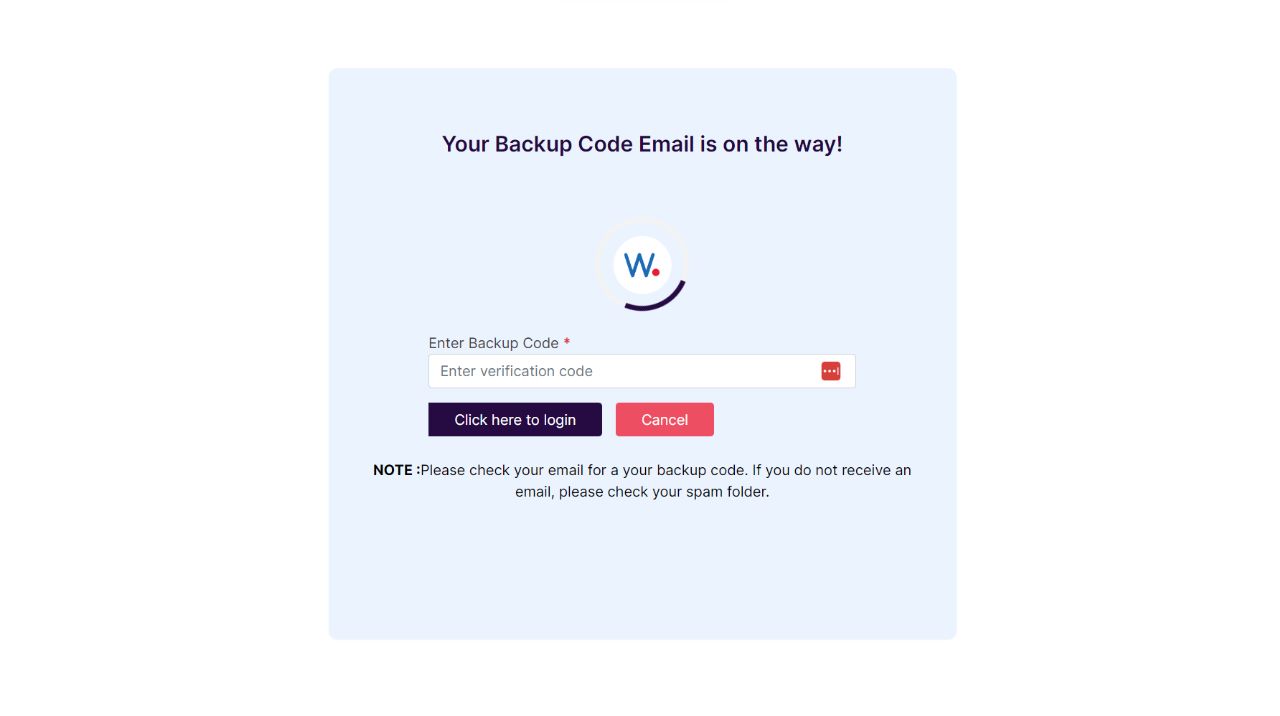 Your Backup Code Email is on the way!
W.
Enter Backup Code *
Enter verification code
Click here to login
Cancel
NOTE :Please check your email for a your backup code. If you do not receive an
email, please check your spam folder.